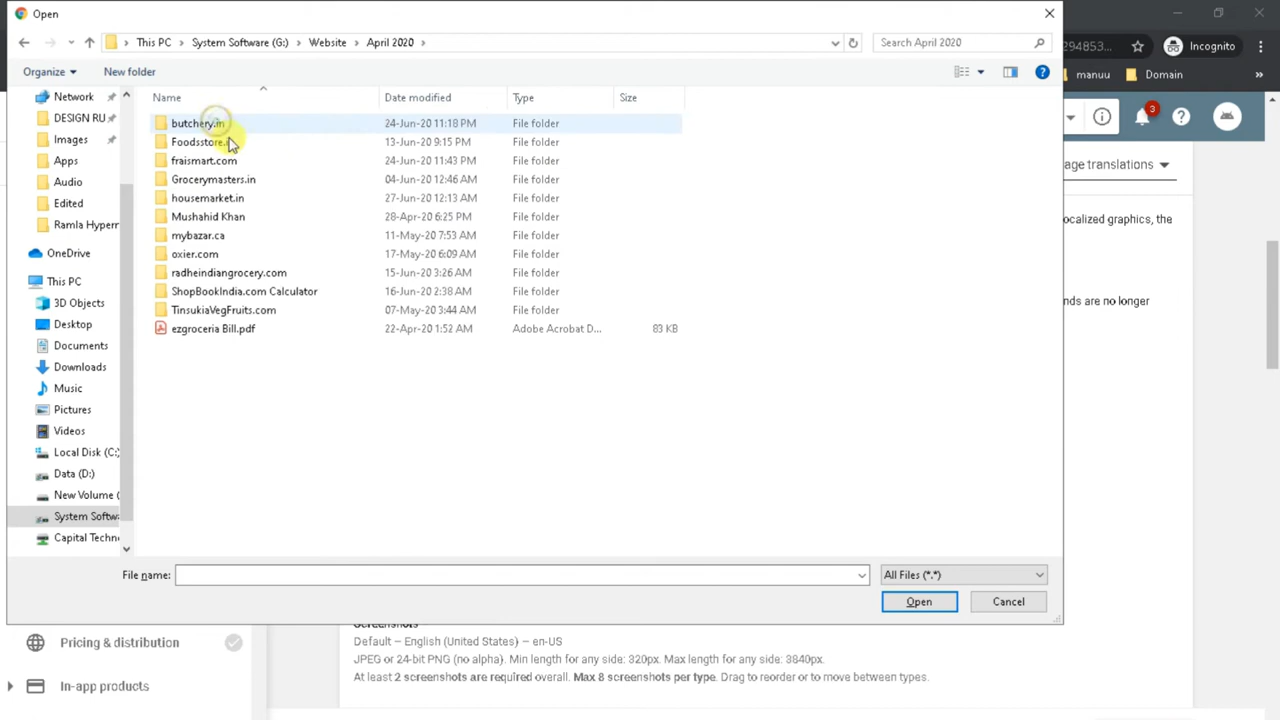 Open
This PC > System Software (G:) > Website > April 2020 >
Search April 2020
294853...
Incognito
Organize
New folder
manuu
Domain
»
Name
Date modified
Type
Size
Network
DESIGN RU
Images
Apps
Audio
Edited
Ramla Hyperm
OneDrive
This PC
3D Objects
Desktop
Documents
Downloads
Music
Pictures
Videos
Local Disk (C:)
Data (D:)
New Volume (
System Softwa
Capital Techn
butchery.in 24-Jun-20 11:18 PM File folder
Foodsstore.i 13-Jun-20 9:15 PM File folder
fraismart.com 24-Jun-20 11:43 PM File folder
Grocerymasters.in 04-Jun-20 12:46 AM File folder
housemarket.in 27-Jun-20 12:13 AM File folder
Mushahid Khan 28-Apr-20 6:25 PM File folder
mybazar.ca 11-May-20 7:53 AM File folder
oxier.com 17-May-20 6:09 AM File folder
radheindiangrocery.com 15-Jun-20 3:26 AM File folder
ShopBookIndia.com Calculator 16-Jun-20 2:38 AM File folder
TinsukiaVegFruits.com 07-May-20 3:44 AM File folder
ezgroceria Bill.pdf 22-Apr-20 1:52 AM Adobe Acrobat D... 83 KB
3
age translations
ocalized graphics, the
nds are no longer
File name:
All Files (*.*)
Open
Cancel
Screenshots
Default – English (United States) – en-US
JPEG or 24-bit PNG (no alpha). Min length for any side: 320px. Max length for any side: 3840px.
At least 2 screenshots are required overall. Max 8 screenshots per type. Drag to reorder or to move between types.
Pricing & distribution
In-app products